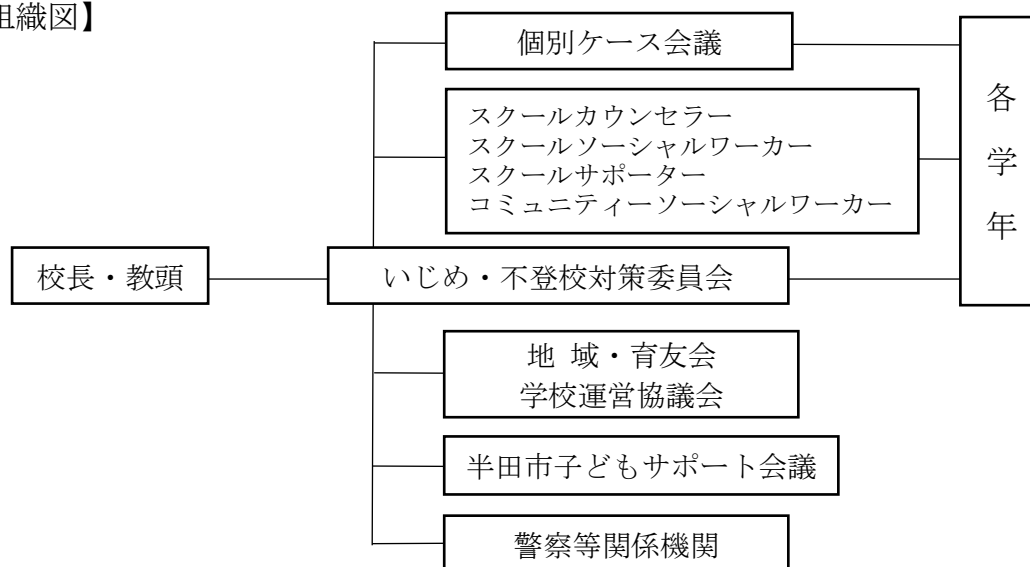 組織図】
個別ケース会議
スクールカウンセラー
スクールソーシャルワーカー
スクールサポーター
コミュニティーソーシャルワーカー
各
学
年
校長・教頭
いじめ・不登校対策委員会
地 域・育友会
学校運営協議会
半田市子どもサポート会議
警察等関係機関